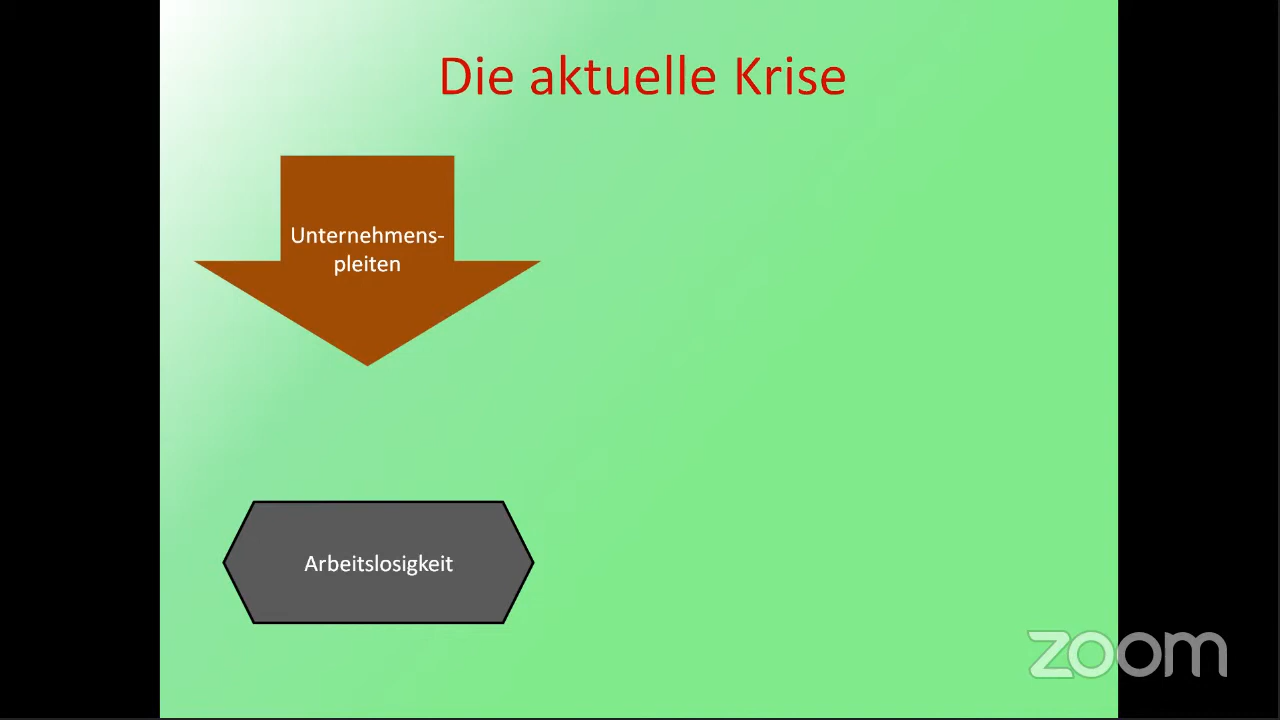 Die aktuelle Krise
Unternehmens-
pleiten
Arbeitslosigkeit
zoom